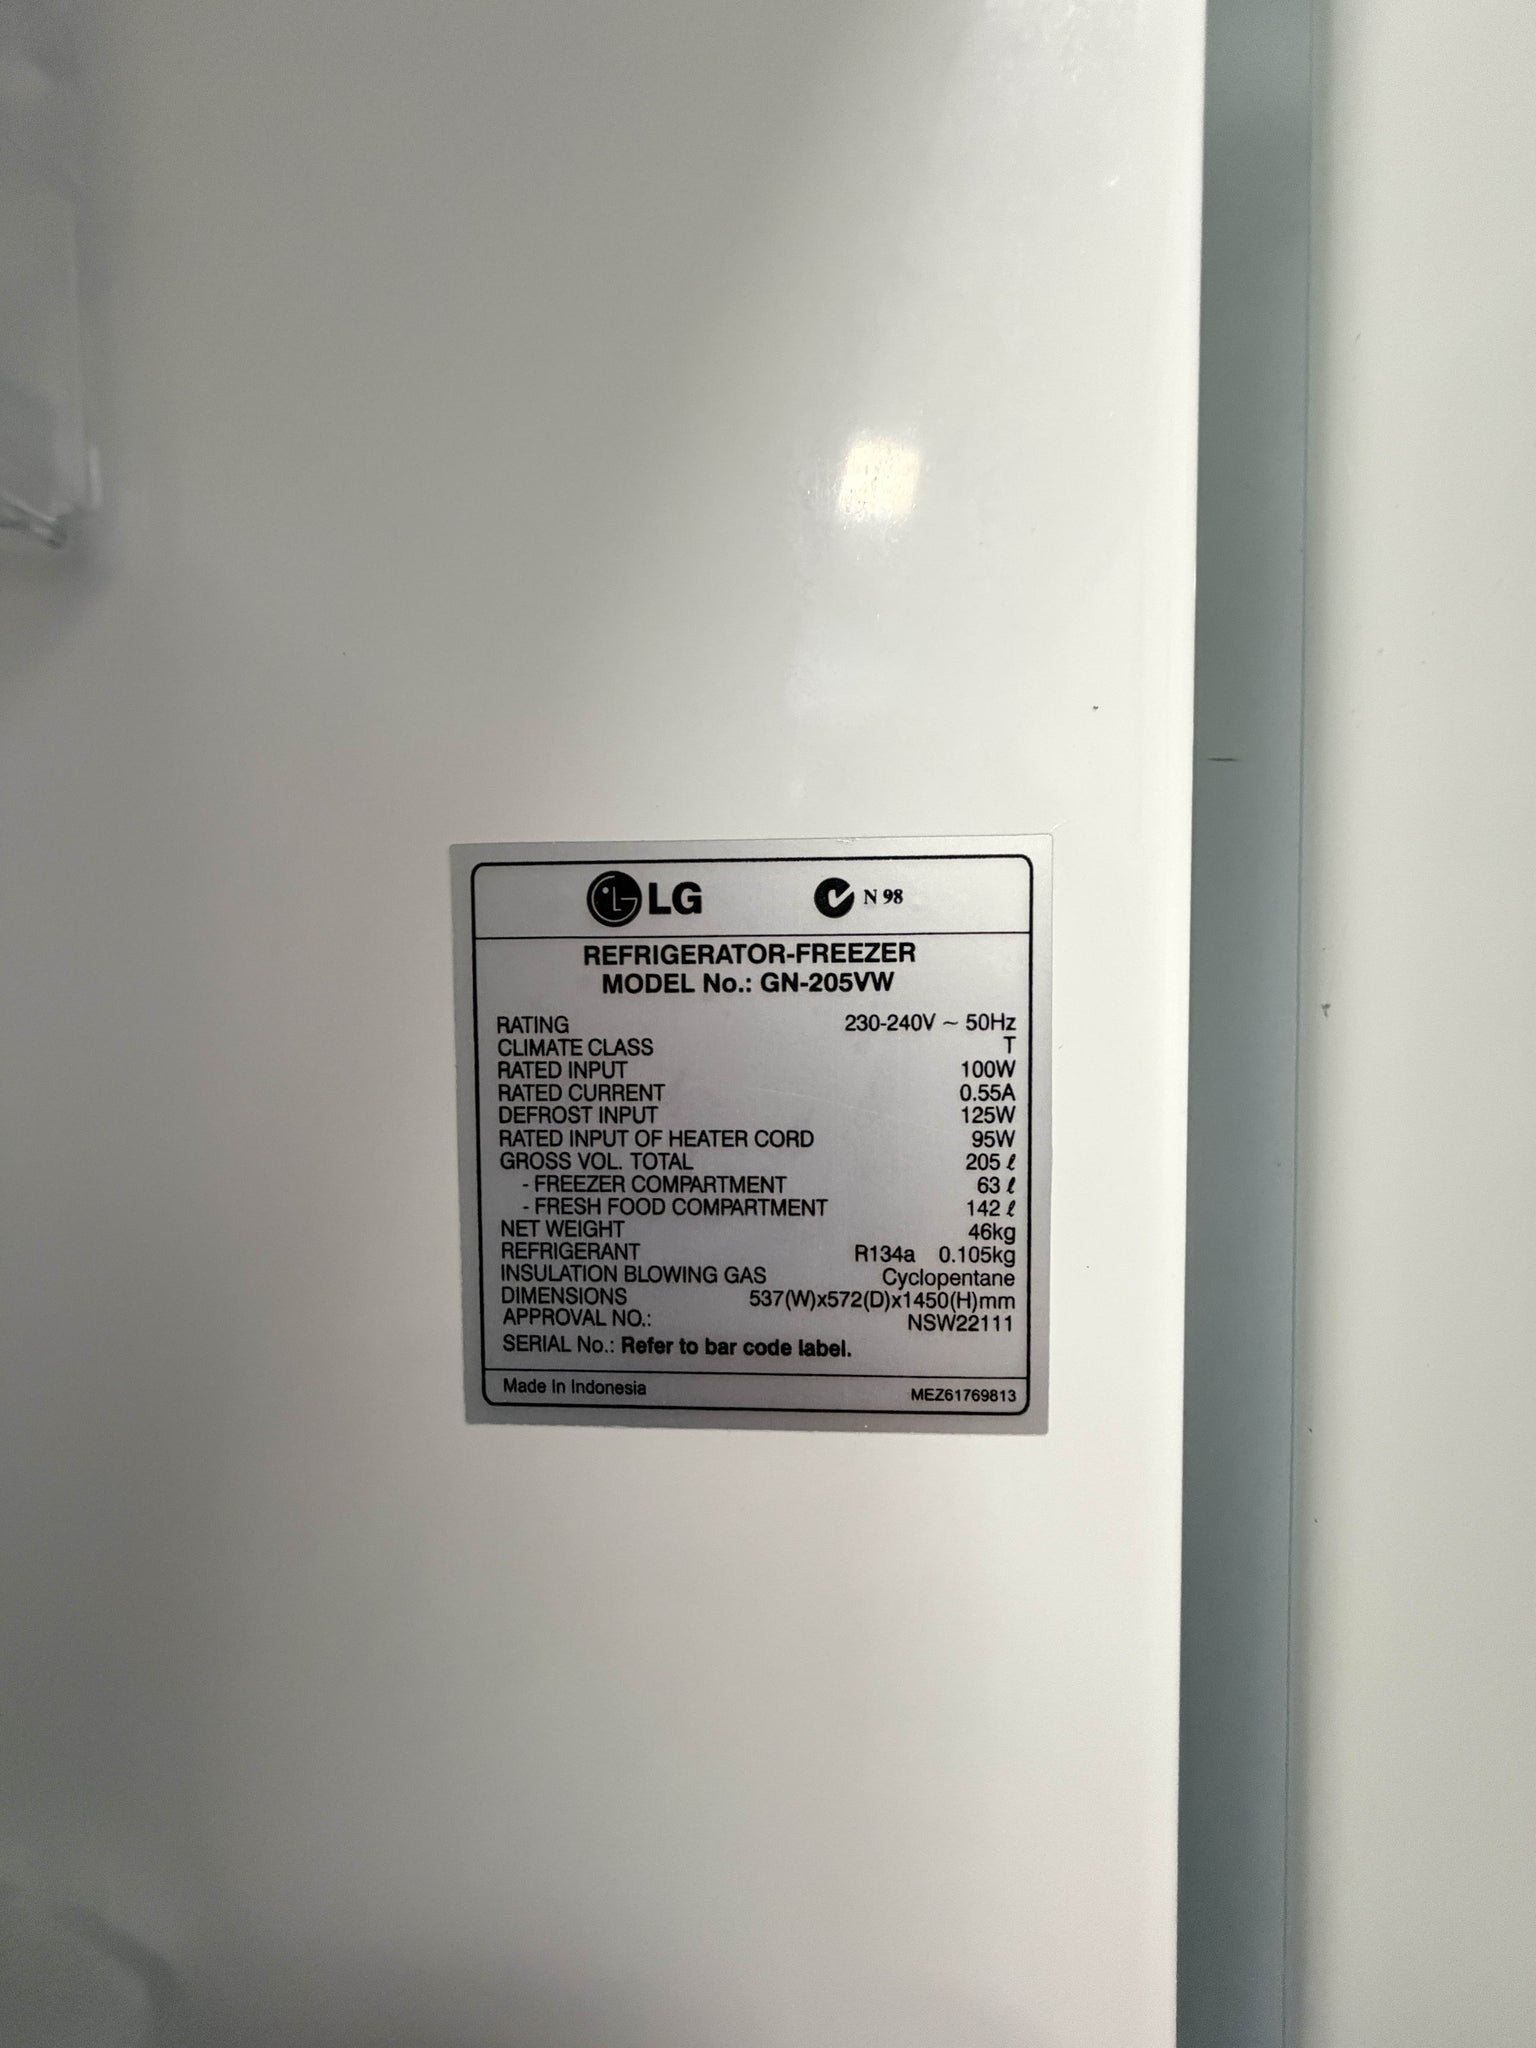 LG N 98
REFRIGERATOR-FREEZER
MODEL No.: GN-205VW
RATING 230-240V ~ 50Hz
CLIMATE CLASS T
RATED INPUT 100W
RATED CURRENT 0.55A
DEFROST INPUT 125W
RATED INPUT OF HEATER CORD 95W
GROSS VOL. TOTAL 205 ℓ
- FREEZER COMPARTMENT 63 ℓ
- FRESH FOOD COMPARTMENT 142 ℓ
NET WEIGHT 46kg
REFRIGERANT R134a 0.105kg
INSULATION BLOWING GAS Cyclopentane
DIMENSIONS 537(W)x572(D)x1450(H)mm
APPROVAL NO.: NSW22111
SERIAL No.: Refer to bar code label.
Made In Indonesia MEZ61769813